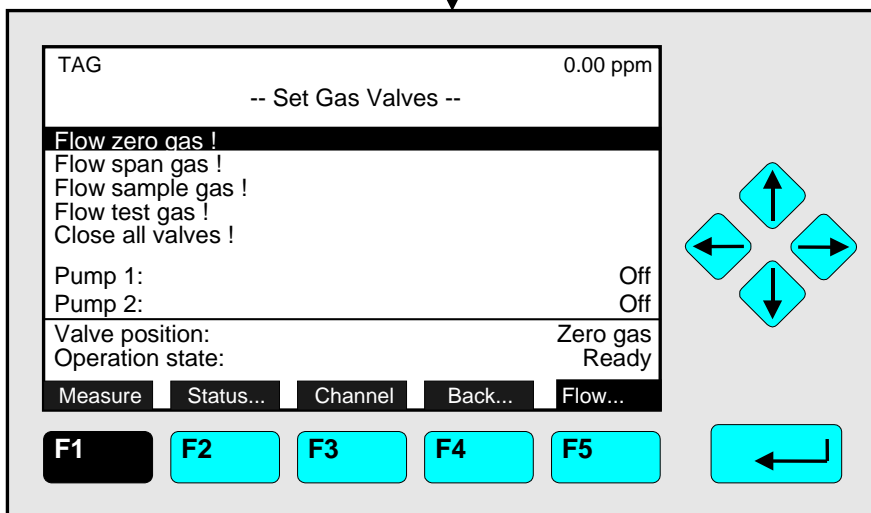 TAG 0.00 ppm
-- Set Gas Valves --
Flow zero gas !
Flow span gas !
Flow sample gas !
Flow test gas !
Close all valves !
Pump 1: Off
Pump 2: Off
Valve position: Zero gas
Operation state: Ready
Measure Status... Channel Back... Flow...
F1 F2 F3 F4 F5